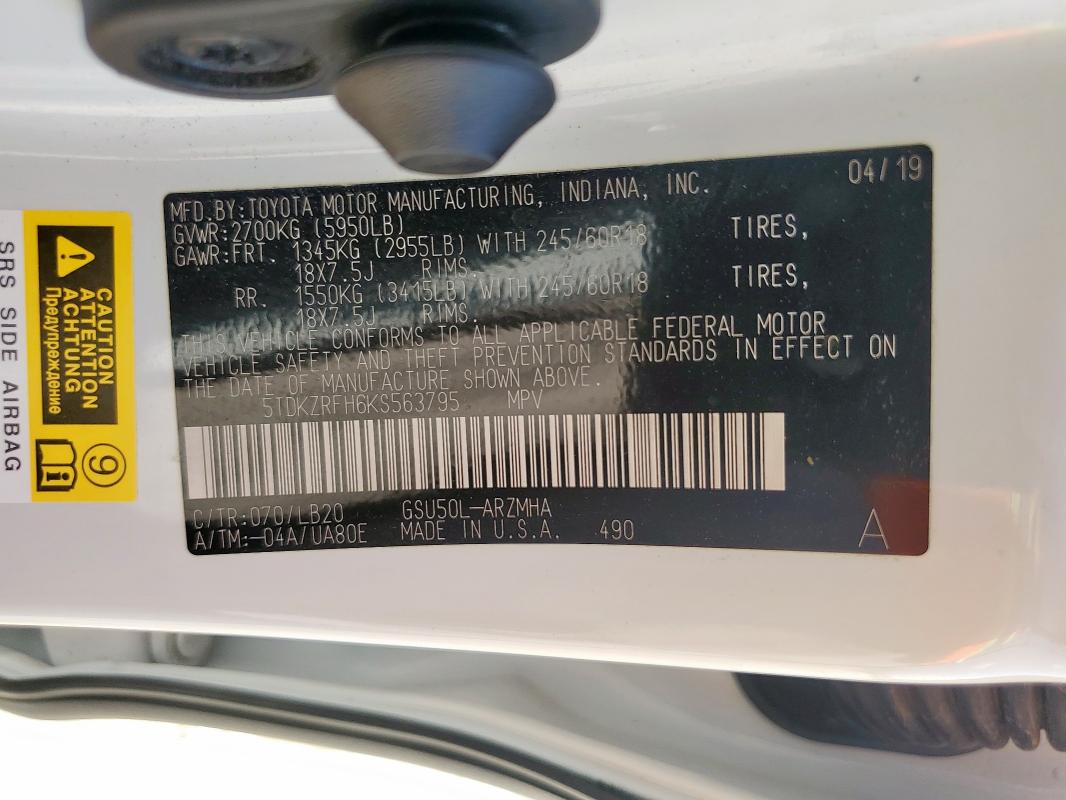 04/19
MFD.BY:TOYOTA MOTOR MANUFACTURING, INDIANA, INC.
GVWR:2700KG (5950LB)
GAWR:FRT. 1345KG (2955LB) WITH 245/60R18 TIRES,
18X7.5J RIMS.
RR. 1550KG (3415LB) WITH 245/60R18 TIRES,
18X7.5J RIMS.
THIS VEHICLE CONFORMS TO ALL APPLICABLE FEDERAL MOTOR
VEHICLE SAFETY AND THEFT PREVENTION STANDARDS IN EFFECT ON
THE DATE OF MANUFACTURE SHOWN ABOVE.
5TDKZRFH6KS563795 MPV
C/TR:070/LB20 GSU50L-ARZMHA
A/TM:-04A/UA80E MADE IN U.S.A. 490
A
CAUTION
ATTENTION
ACHTUNG
Предупреждение
9
SRS SIDE AIRBAG